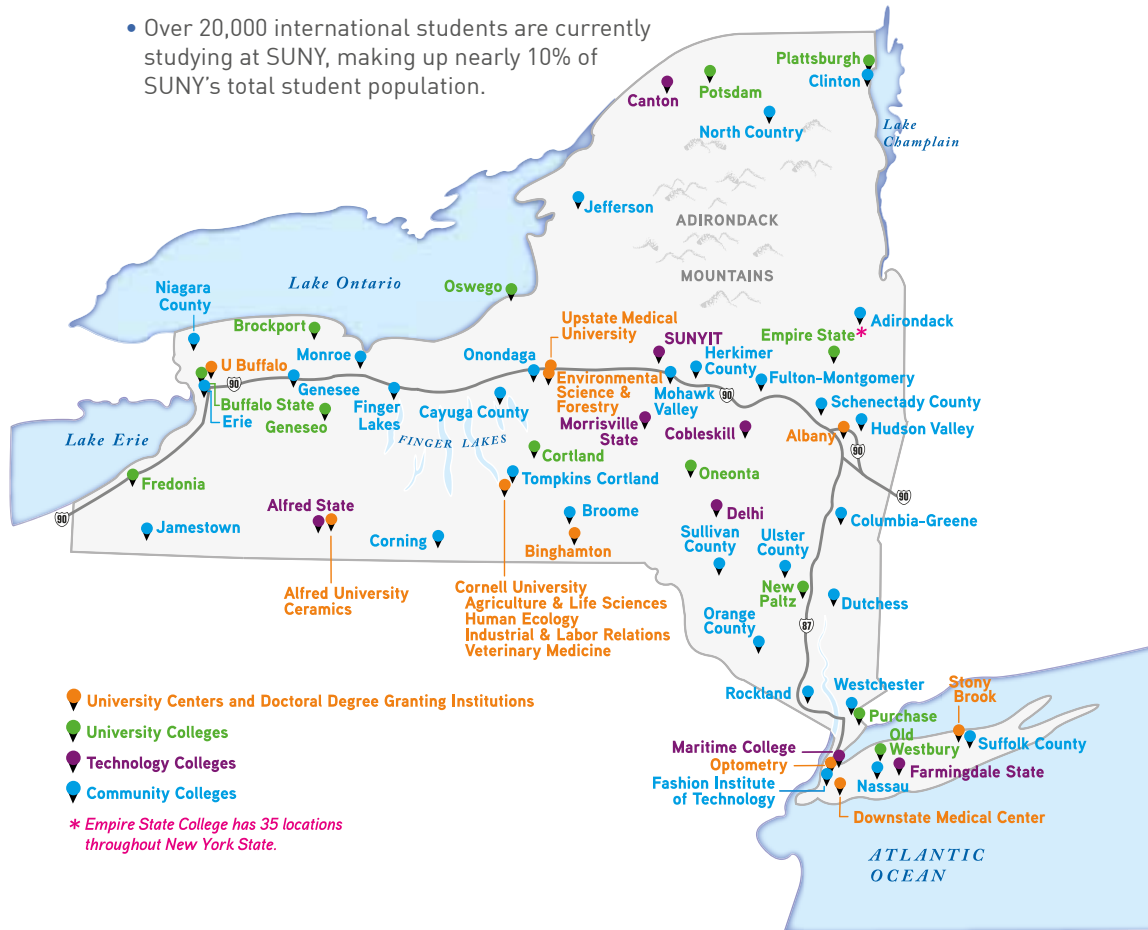 • Over 20,000 international students are currently
studying at SUNY, making up nearly 10% of
SUNY's total student population.
Plattsburgh
Clinton
Potsdam
Canton
North Country
Lake
Champlain
Jefferson
ADIRONDACK
MOUNTAINS
Lake Ontario
Oswego
Niagara
County
Brockport
Upstate Medical
University
Adirondack
Empire State*
SUNYIT
Monroe
Onondaga
Herkimer
County
U Buffalo
90
Genesee
Environmental
Science &
Forestry
Mohawk
Valley
90
Fulton-Montgomery
Buffalo State
Erie
Geneseo
Finger
Lakes
Cayuga County
Morrisville
State
Schenectady County
Cobleskill
Albany
Hudson Valley
90
Lake Erie
FINGER LAKES
Cortland
Tompkins Cortland
Oneonta
Fredonia
90
90
Alfred State
Jamestown
Corning
Broome
Binghamton
Delhi
Columbia-Greene
Sullivan
County
Ulster
County
New
Paltz
Dutchess
Alfred University
Ceramics
Cornell University
Agriculture & Life Sciences
Human Ecology
Industrial & Labor Relations
Veterinary Medicine
Orange
County
87
Rockland
Westchester
Stony
Brook
Purchase
Old
Westbury
Suffolk County
Maritime College
Optometry
Fashion Institute
of Technology
Nassau
Farmingdale State
Downstate Medical Center
ATLANTIC
OCEAN
University Centers and Doctoral Degree Granting Institutions
University Colleges
Technology Colleges
Community Colleges
* Empire State College has 35 locations
throughout New York State.